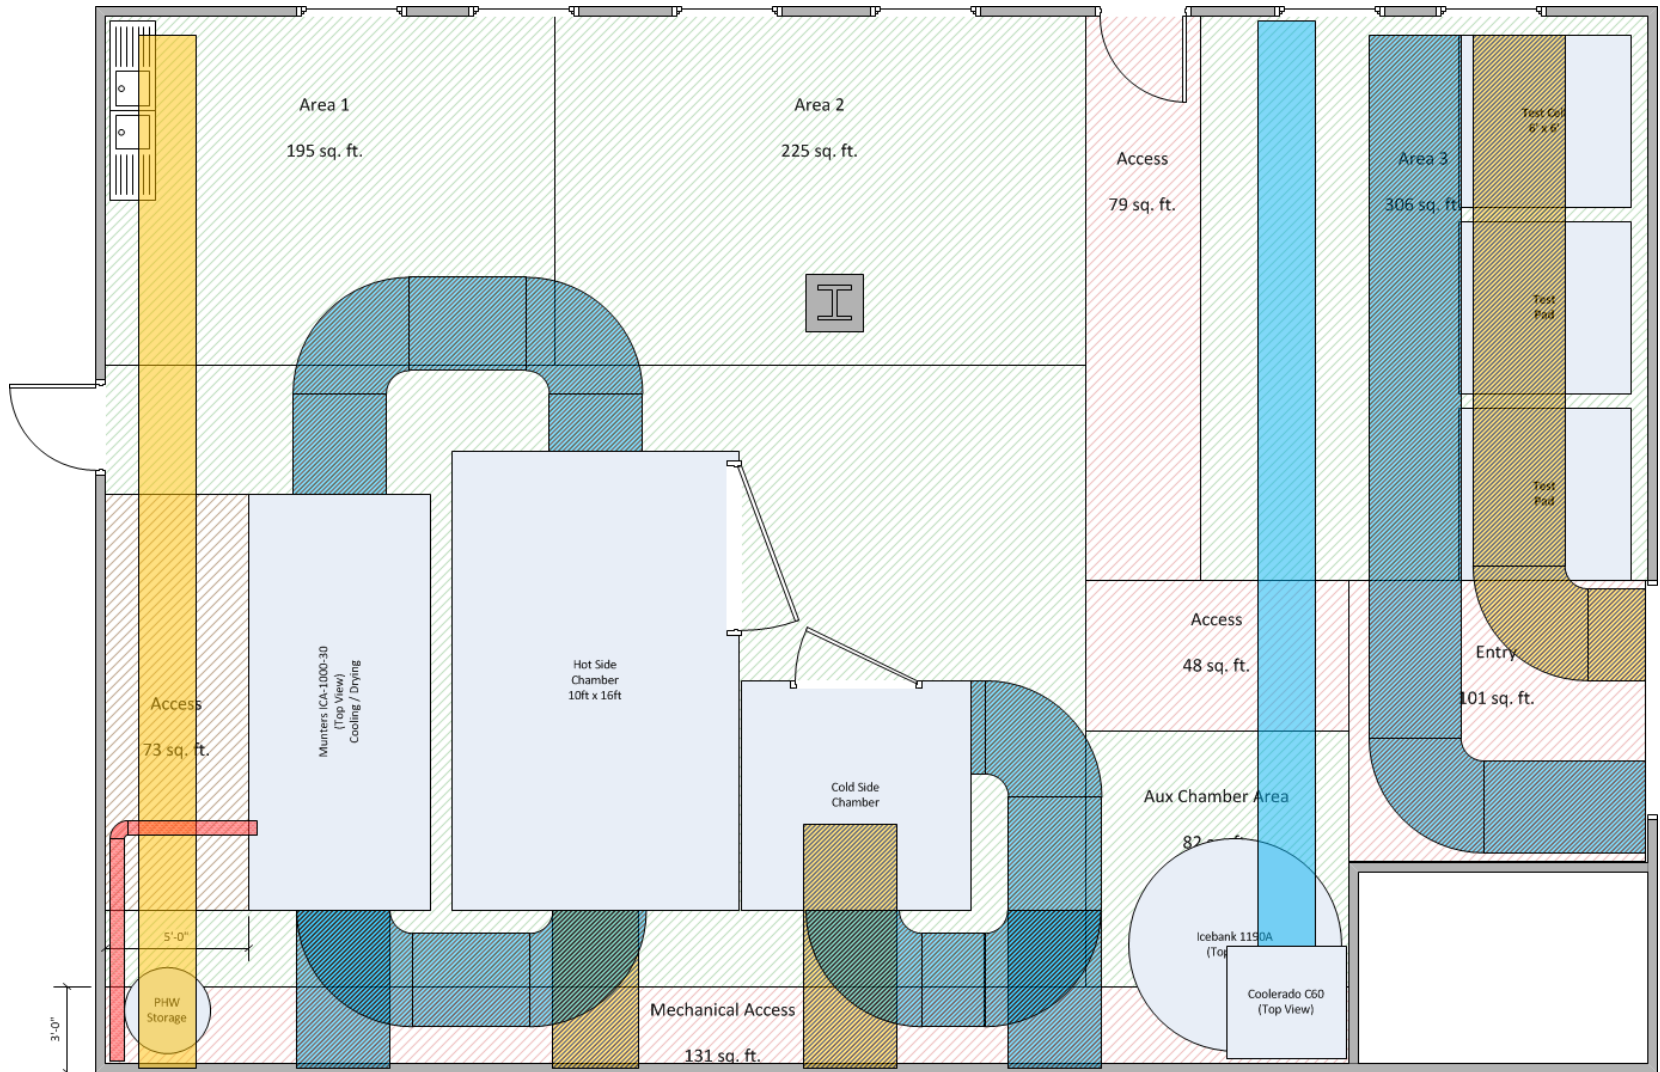 Area 1
195 sq. ft.
Area 2
225 sq. ft.
Access
79 sq. ft.
Area 3
306 sq. ft.
Test Cell
6' x 6'
Test
Pad
Test
Pad
Access
48 sq. ft.
Entry
101 sq. ft.
Access
73 sq. ft.
Munters ICA-1000-30
(Top View)
Cooling / Drying
Hot Side
Chamber
10ft x 16ft
Cold Side
Chamber
Aux Chamber Area
82
5'-0"
3'-0"
PHW
Storage
Icebank 1190A
(Top
Coolerado C60
(Top View)
Mechanical Access
131 sq. ft.